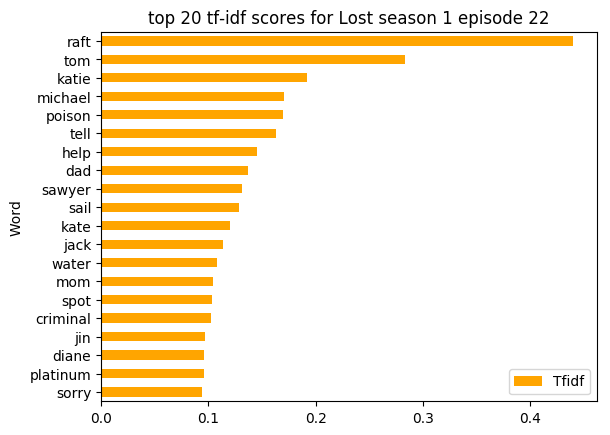 top 20 tf-idf scores for Lost season 1 episode 22
raft
tom
katie
michael
poison
tell
help
dad
sawyer
sail
kate
jack
water
mom
spot
criminal
jin
diane
platinum
sorry
Word
Tfidf
0.0 0.1 0.2 0.3 0.4